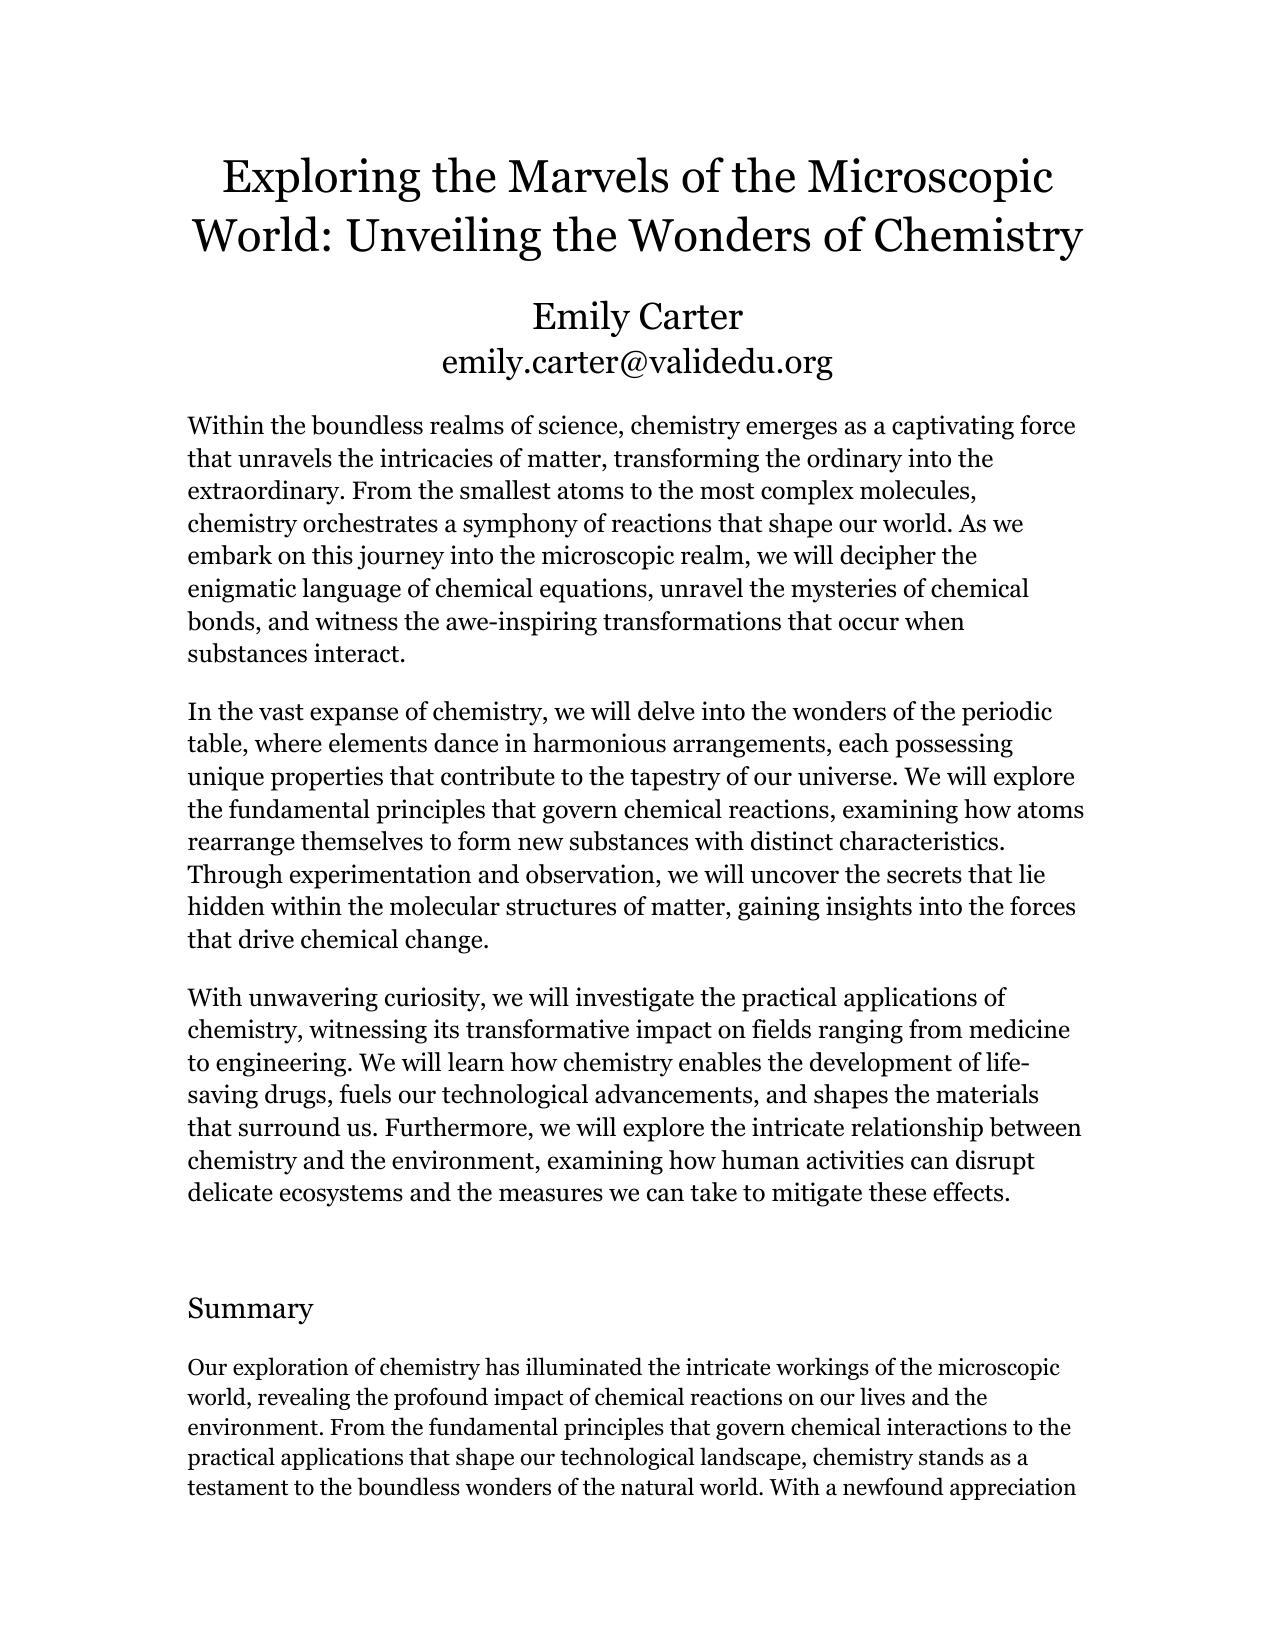 Exploring the Marvels of the Microscopic
World: Unveiling the Wonders of Chemistry
Emily Carter
emily.carter@validedu.org
Within the boundless realms of science, chemistry emerges as a captivating force
that unravels the intricacies of matter, transforming the ordinary into the
extraordinary. From the smallest atoms to the most complex molecules,
chemistry orchestrates a symphony of reactions that shape our world. As we
embark on this journey into the microscopic realm, we will decipher the
enigmatic language of chemical equations, unravel the mysteries of chemical
bonds, and witness the awe-inspiring transformations that occur when
substances interact.
In the vast expanse of chemistry, we will delve into the wonders of the periodic
table, where elements dance in harmonious arrangements, each possessing
unique properties that contribute to the tapestry of our universe. We will explore
the fundamental principles that govern chemical reactions, examining how atoms
rearrange themselves to form new substances with distinct characteristics.
Through experimentation and observation, we will uncover the secrets that lie
hidden within the molecular structures of matter, gaining insights into the forces
that drive chemical change.
With unwavering curiosity, we will investigate the practical applications of
chemistry, witnessing its transformative impact on fields ranging from medicine
to engineering. We will learn how chemistry enables the development of life-
saving drugs, fuels our technological advancements, and shapes the materials
that surround us. Furthermore, we will explore the intricate relationship between
chemistry and the environment, examining how human activities can disrupt
delicate ecosystems and the measures we can take to mitigate these effects.
Summary
Our exploration of chemistry has illuminated the intricate workings of the microscopic
world, revealing the profound impact of chemical reactions on our lives and the
environment. From the fundamental principles that govern chemical interactions to the
practical applications that shape our technological landscape, chemistry stands as a
testament to the boundless wonders of the natural world. With a newfound appreciation